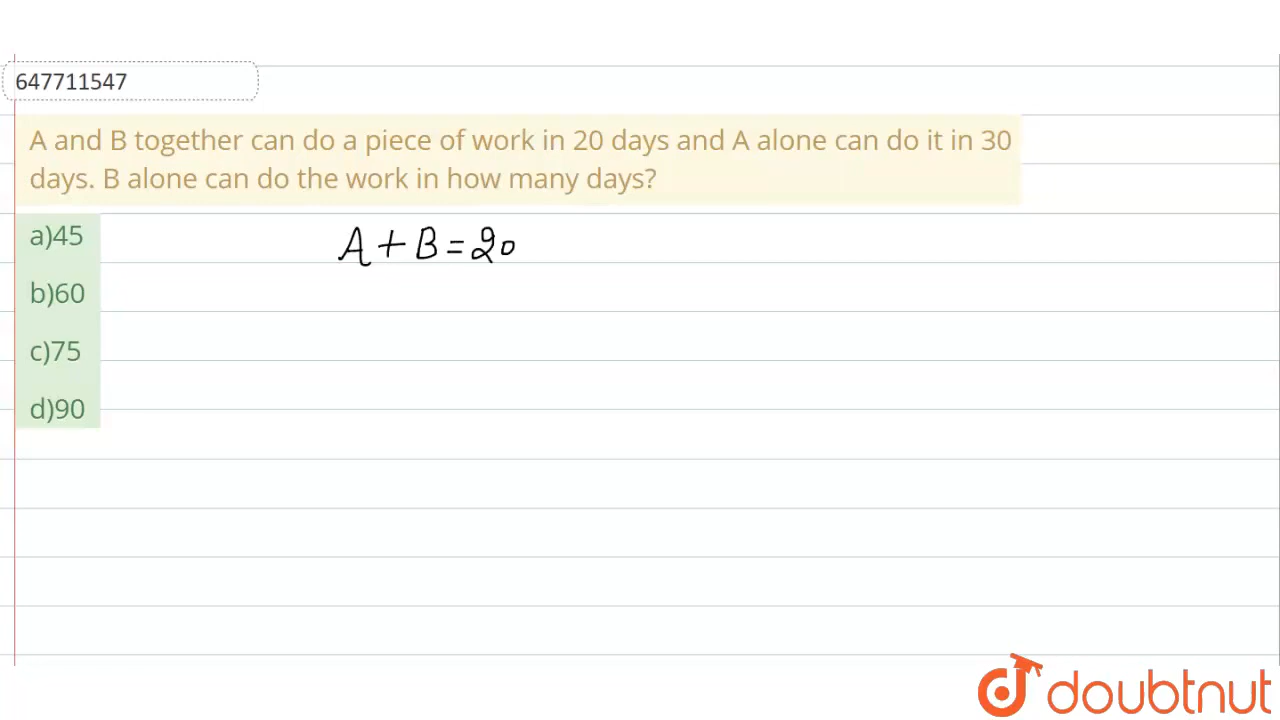 647711547
A and B together can do a piece of work in 20 days and A alone can do it in 30
days. B alone can do the work in how many days?
a)45
A + B = 20
b)60
c)75
d)90
doubtnut